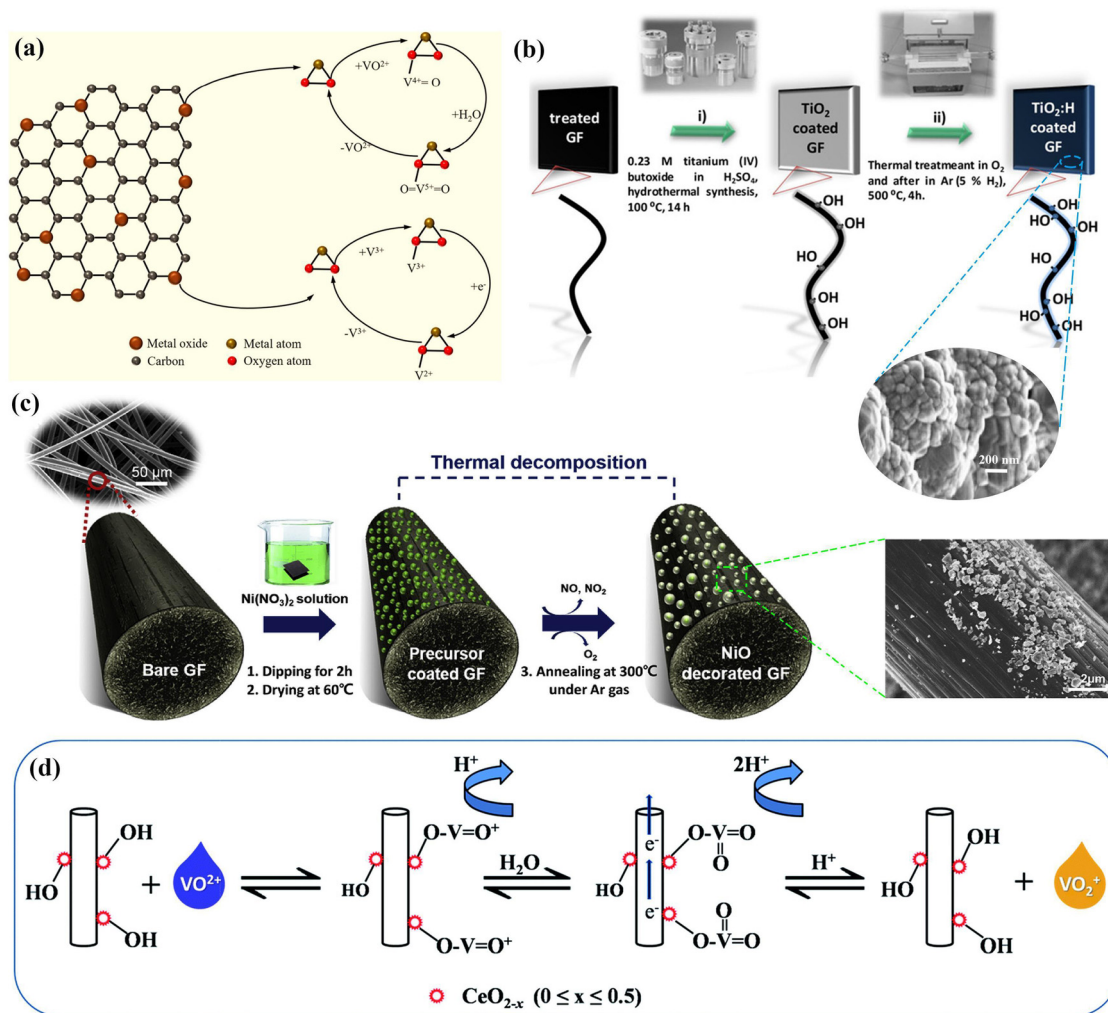 (a)
+VO²⁺
V⁴⁺= O
+H₂O
-VO²⁺
O=V⁵⁺=O
+V³⁺
V³⁺
+e⁻
-V³⁺
V²⁺
Metal oxide
Metal atom
Carbon
Oxygen atom
(b)
treated
GF
i)
0.23 M titanium (IV)
butoxide in H₂SO₄,
hydrothermal synthesis,
100 °C, 14 h
TiO₂
coated
GF
ii)
Thermal treatmeant in O₂
and after in Ar (5 % H₂),
500 °C, 4h.
TiO₂:H
coated
GF
OH
OH
HO
OH
OH
OH
HO
OH
HO
OH
OH
HO
OH
200 nm
(c)
50 µm
Thermal decomposition
Bare GF
Ni(NO₃)₂ solution
1. Dipping for 2h
2. Drying at 60℃
Precursor
coated GF
NO, NO₂
O₂
3. Annealing at 300℃
under Ar gas
NiO
decorated GF
2µm
(d)
OH
HO
OH
+
VO²⁺
H⁺
O-V=O⁺
HO
O-V=O⁺
H₂O
2H⁺
e⁻
O-V=O
O
HO
e⁻
O
O-V=O
H⁺
OH
HO
OH
+
VO₂⁺
CeO₂₋ₓ (0 ≤ x ≤ 0.5)